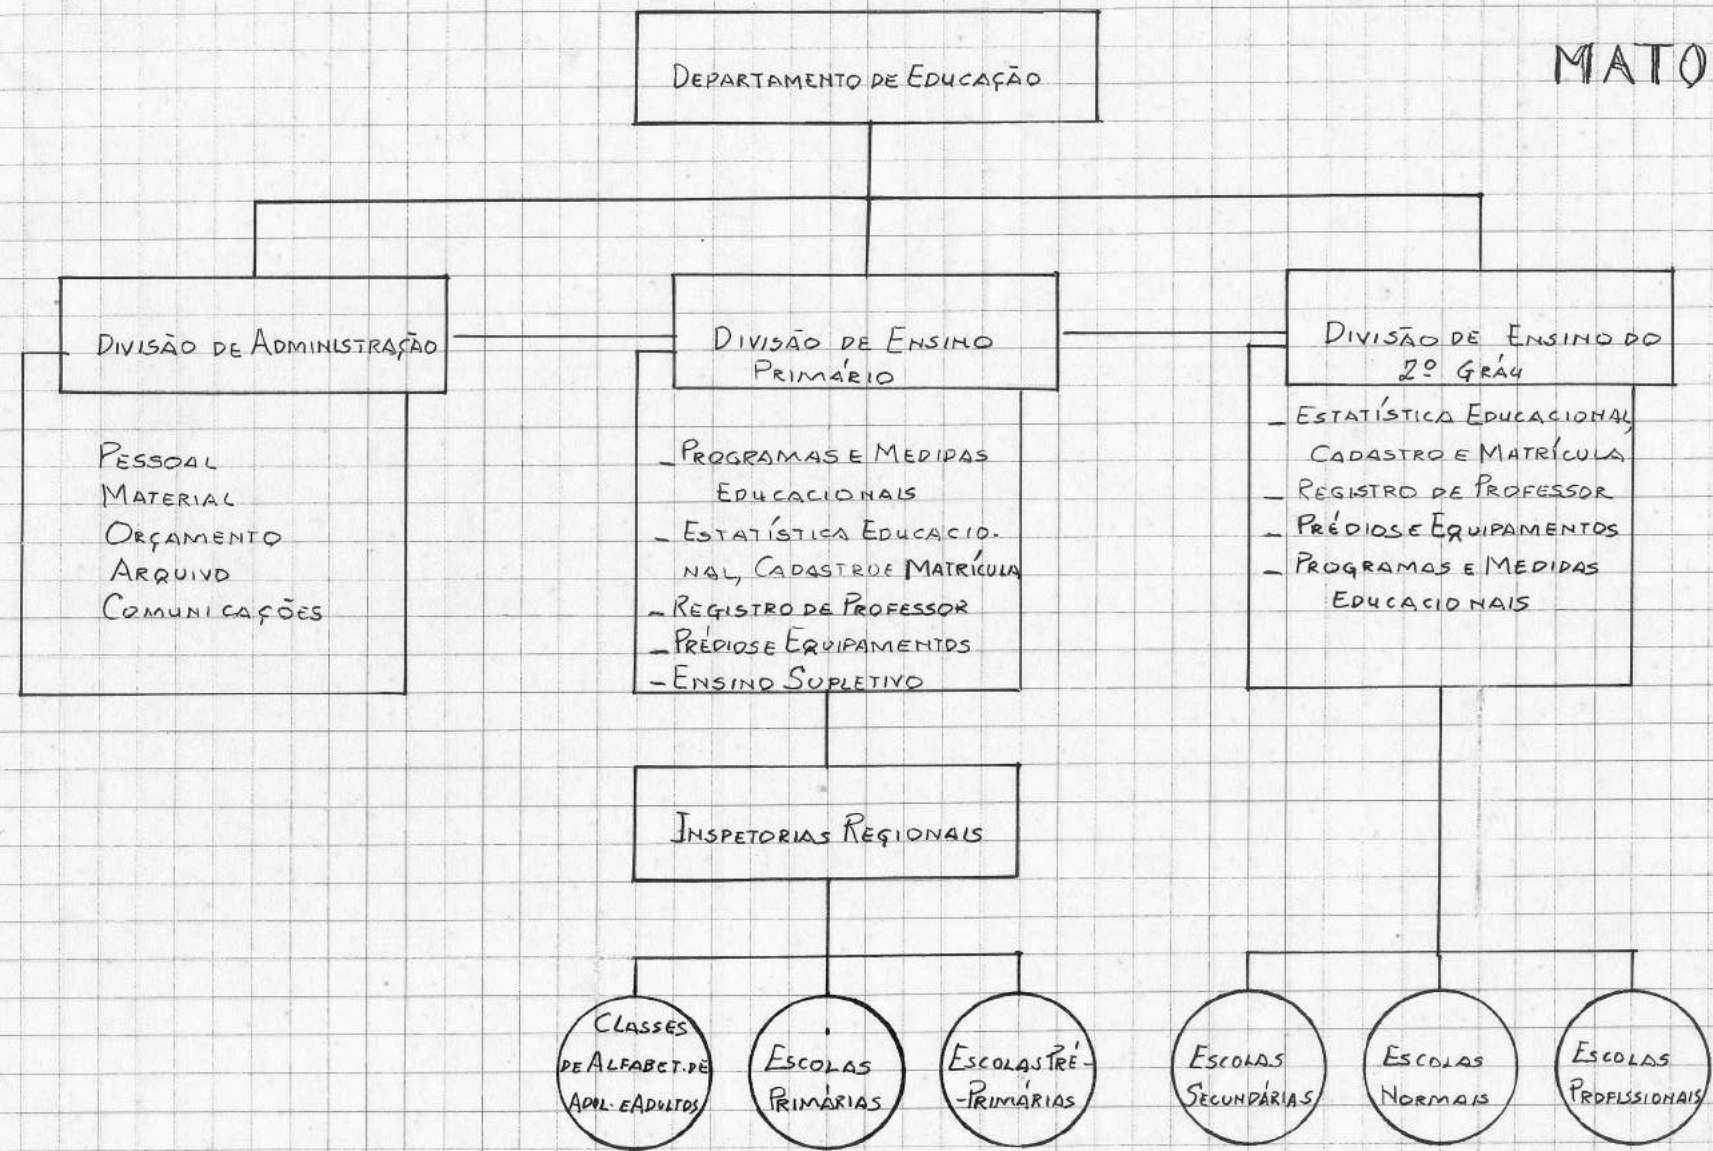 MATO
DEPARTAMENTO DE EDUCAÇÃO
DIVISÃO DE ADMINISTRAÇÃO
PESSOAL
MATERIAL
ORÇAMENTO
ARQUIVO
COMUNICAÇÕES
DIVISÃO DE ENSINO
PRIMÁRIO
- PROGRAMAS E MEDIDAS
EDUCACIONAIS
- ESTATÍSTICA EDUCACIO-
NAL, CADASTRO E MATRÍCULA
- REGISTRO DE PROFESSOR
- PRÉDIOS E EQUIPAMENTOS
- ENSINO SUPLETIVO
DIVISÃO DE ENSINO DO
2º GRÁU
- ESTATÍSTICA EDUCACIONAL,
CADASTRO E MATRÍCULA
- REGISTRO DE PROFESSOR
- PRÉDIOS E EQUIPAMENTOS
- PROGRAMAS E MEDIDAS
EDUCACIONAIS
INSPETORIAS REGIONAIS
CLASSES
DE ALFABET. DE
ADOL. E ADULTOS
ESCOLAS
PRIMÁRIAS
ESCOLAS PRÉ-
-PRIMÁRIAS
ESCOLAS
SECUNDÁRIAS
ESCOLAS
NORMAIS
ESCOLAS
PROFISSIONAIS